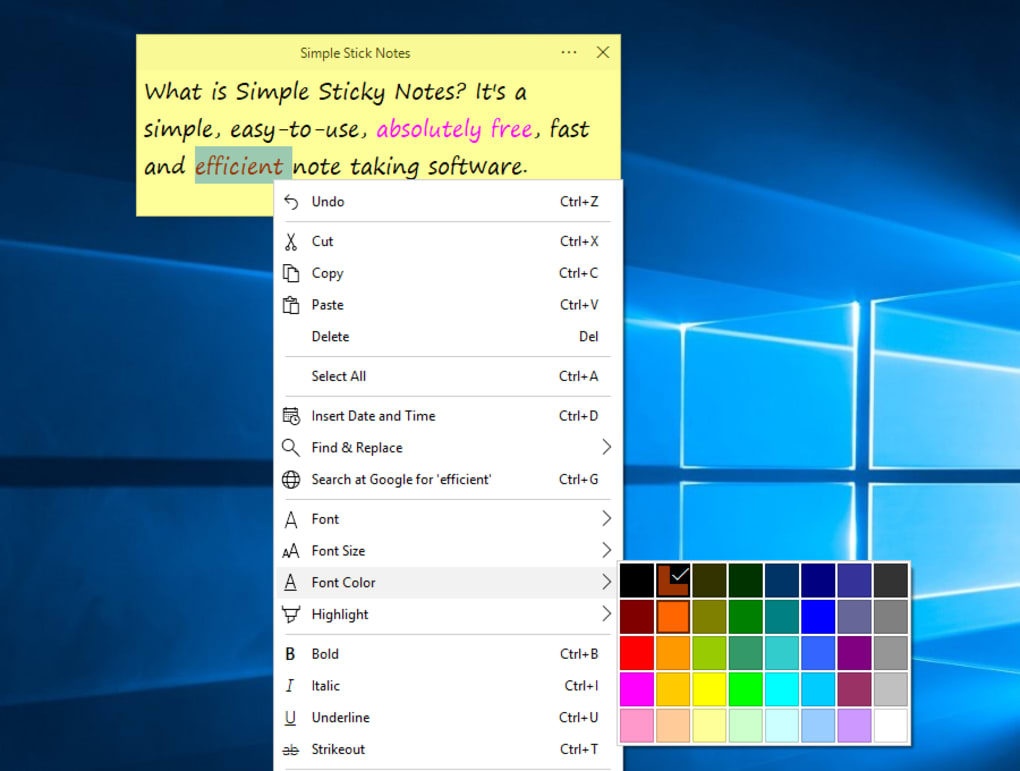 Simple Stick Notes
What is Simple Sticky Notes? It's a
simple, easy-to-use, absolutely free, fast
and efficient note taking software.
Undo Ctrl+Z
Cut Ctrl+X
Copy Ctrl+C
Paste Ctrl+V
Delete Del
Select All Ctrl+A
Insert Date and Time Ctrl+D
Find & Replace
Search at Google for 'efficient' Ctrl+G
Font
Font Size
Font Color
Highlight
B Bold Ctrl+B
I Italic Ctrl+I
U Underline Ctrl+U
ab Strikeout Ctrl+T